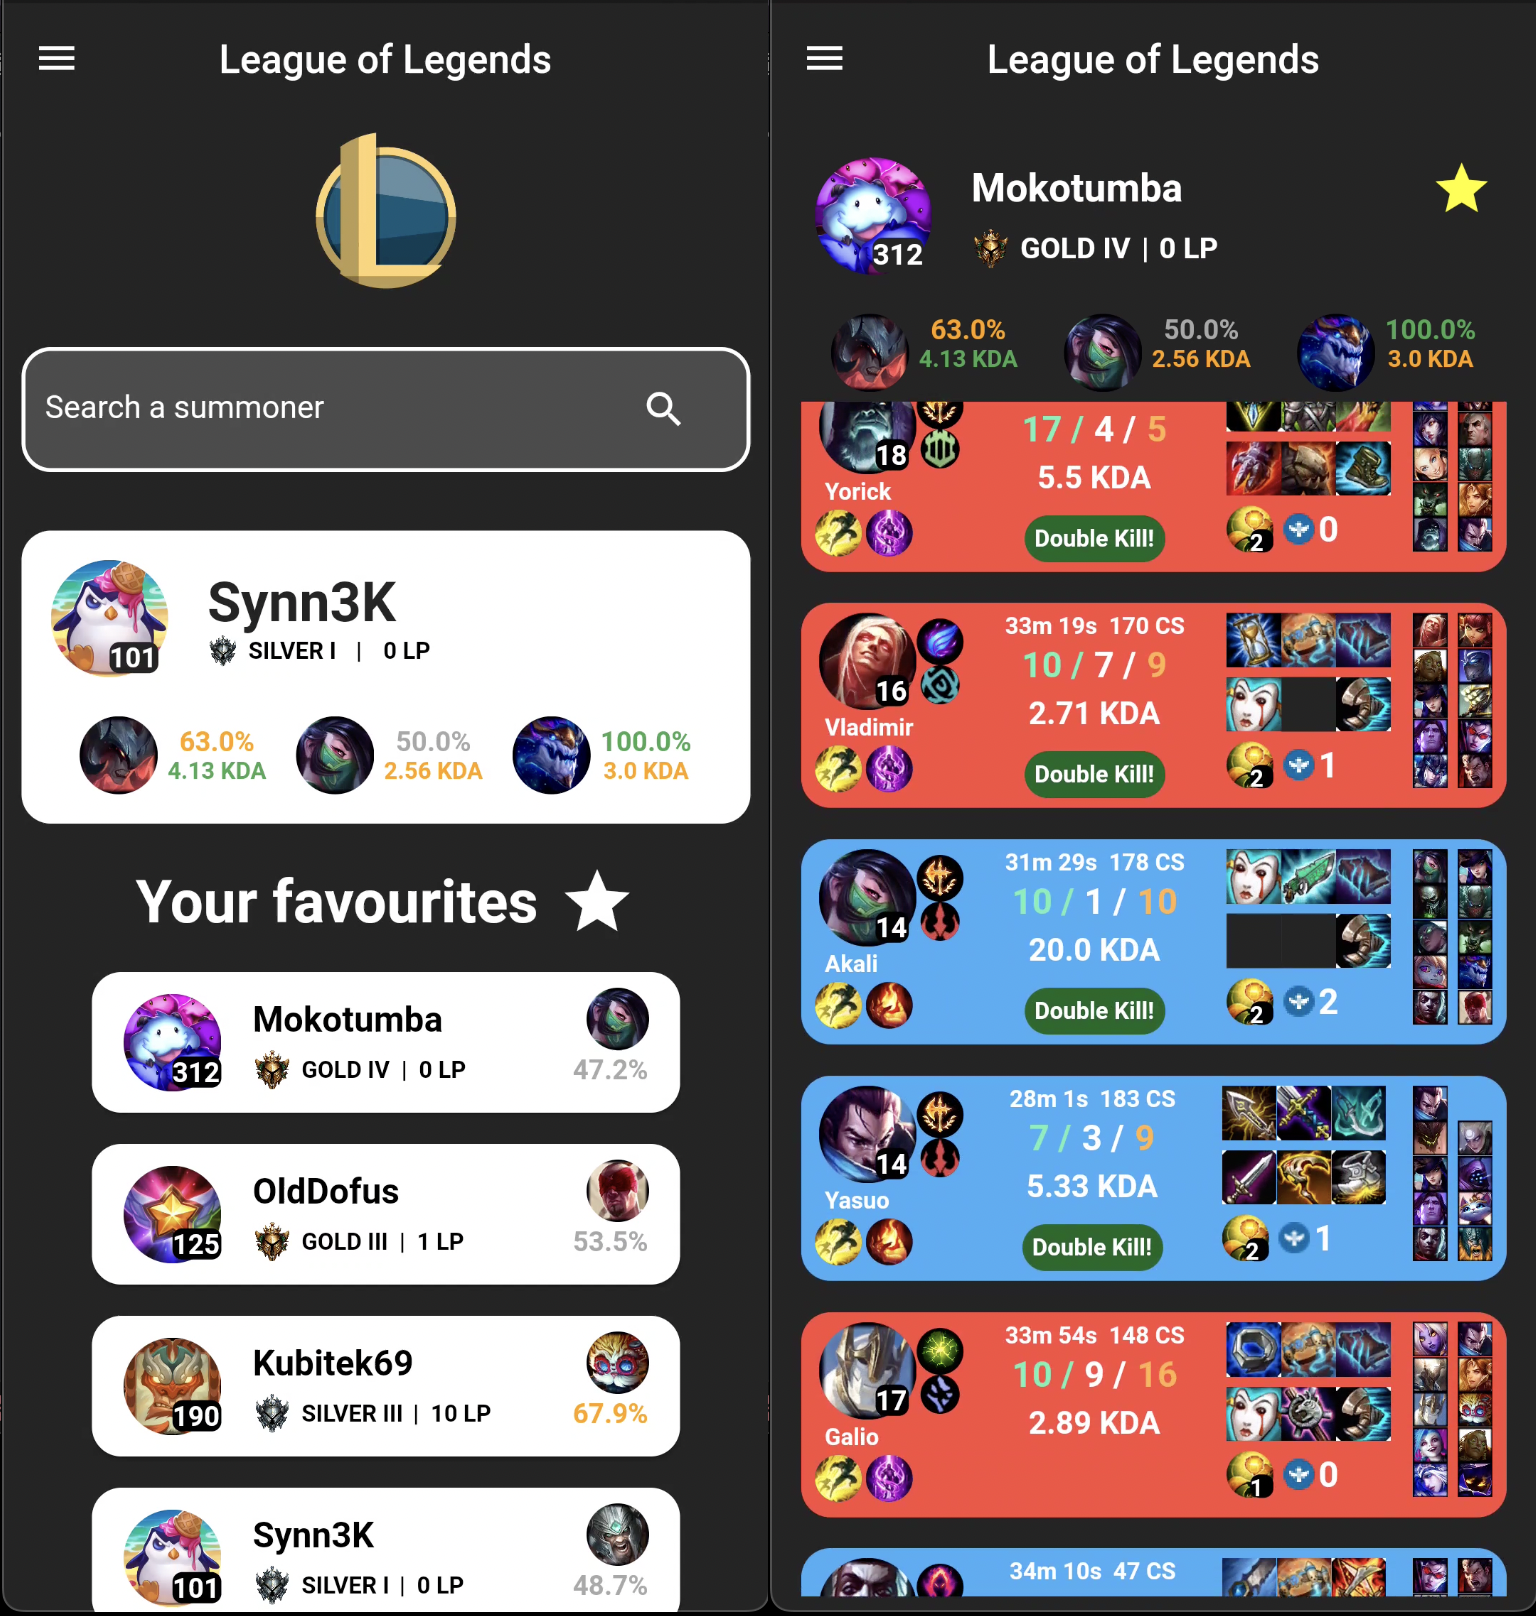 League of Legends
Search a summoner
Synn3K
101
SILVER I | 0 LP
63.0%
4.13 KDA
50.0%
2.56 KDA
100.0%
3.0 KDA
Your favourites
Mokotumba
312
GOLD IV | 0 LP
47.2%
OldDofus
125
GOLD III | 1 LP
53.5%
Kubitek69
190
SILVER III | 10 LP
67.9%
Synn3K
101
SILVER I | 0 LP
48.7%
League of Legends
Mokotumba
312
GOLD IV | 0 LP
63.0%
4.13 KDA
50.0%
2.56 KDA
100.0%
3.0 KDA
17 / 4 / 5
18
5.5 KDA
Yorick
Double Kill!
2
0
33m 19s 170 CS
10 / 7 / 9
16
2.71 KDA
Vladimir
Double Kill!
2
1
31m 29s 178 CS
10 / 1 / 10
14
20.0 KDA
Akali
Double Kill!
2
2
28m 1s 183 CS
7 / 3 / 9
14
5.33 KDA
Yasuo
Double Kill!
2
1
33m 54s 148 CS
10 / 9 / 16
17
2.89 KDA
Galio
1
0
34m 10s 47 CS